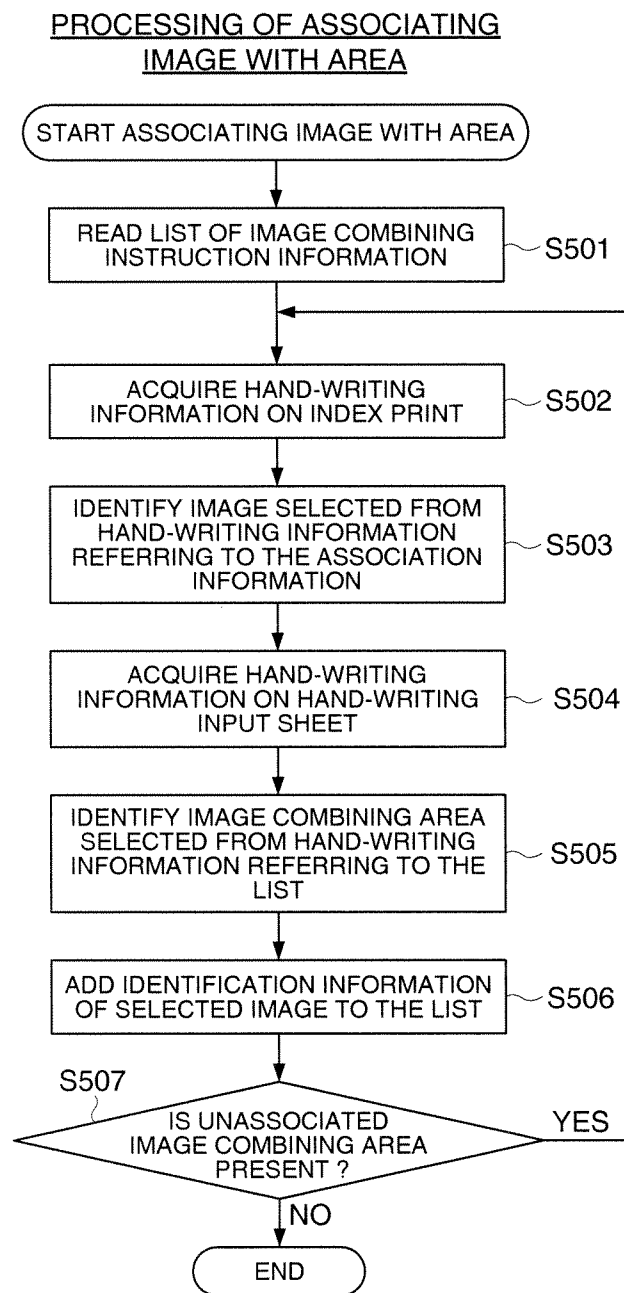 PROCESSING OF ASSOCIATING
IMAGE WITH AREA
START ASSOCIATING IMAGE WITH AREA
READ LIST OF IMAGE COMBINING
INSTRUCTION INFORMATION
S501
ACQUIRE HAND-WRITING
INFORMATION ON INDEX PRINT
S502
IDENTIFY IMAGE SELECTED FROM
HAND-WRITING INFORMATION
REFERRING TO THE ASSOCIATION
INFORMATION
S503
ACQUIRE HAND-WRITING
INFORMATION ON HAND-WRITING
INPUT SHEET
S504
IDENTIFY IMAGE COMBINING AREA
SELECTED FROM HAND-WRITING
INFORMATION REFERRING TO THE
LIST
S505
ADD IDENTIFICATION INFORMATION
OF SELECTED IMAGE TO THE LIST
S506
S507
IS UNASSOCIATED
IMAGE COMBINING AREA
PRESENT ?
YES
NO
END